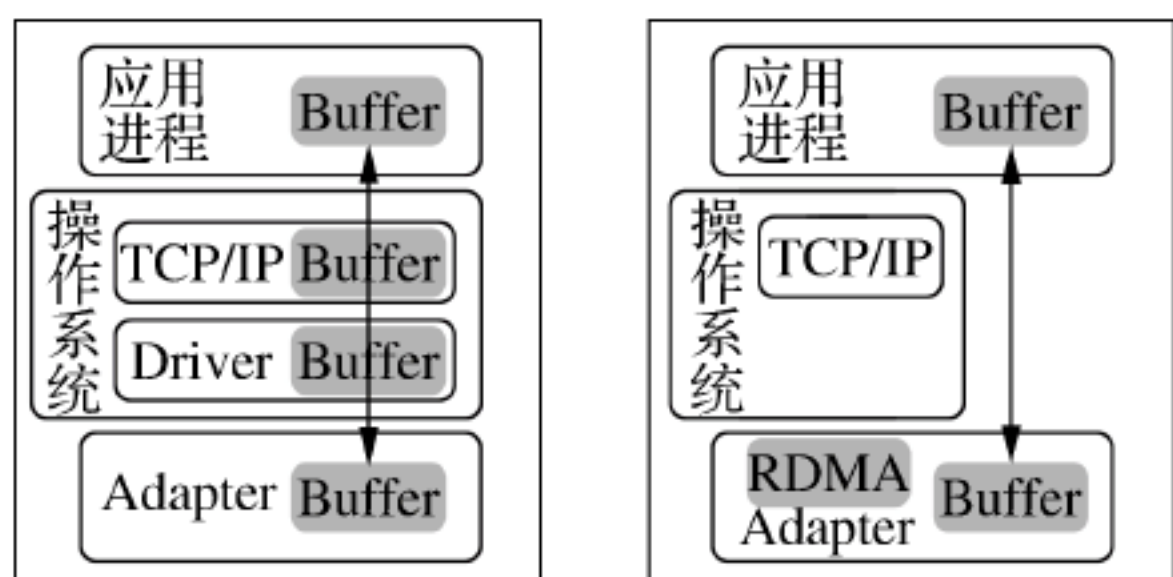 应用
进程
Buffer
操作系统
TCP/IP Buffer
Driver Buffer
Adapter Buffer
应用
进程
Buffer
操作系统
TCP/IP
RDMA
Adapter
Buffer